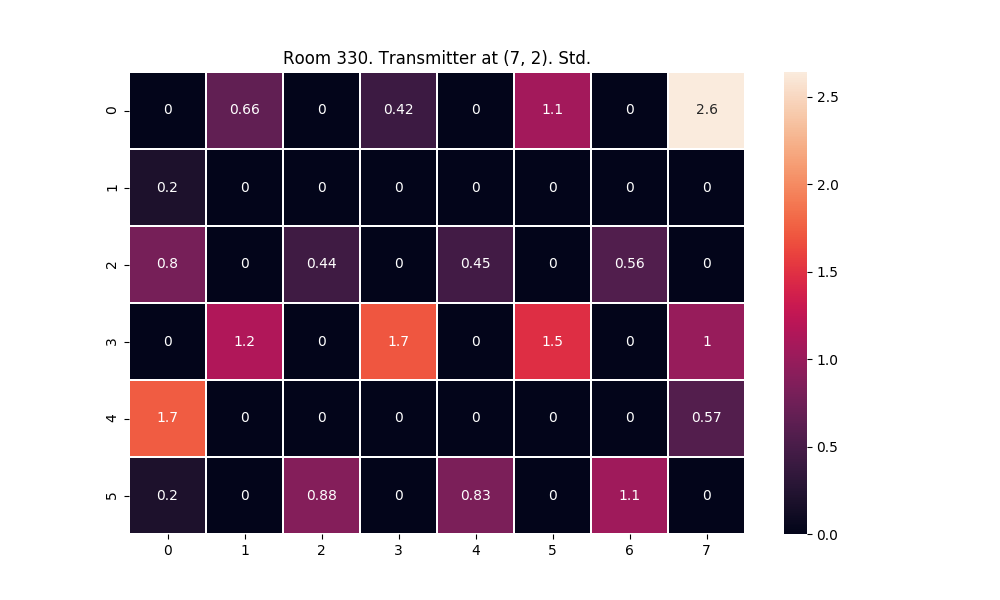 Room 330. Transmitter at (7, 2). Std.
0 0 0.66 0 0.42 0 1.1 0 2.6
1 0.2 0 0 0 0 0 0 0
2 0.8 0 0.44 0 0.45 0 0.56 0
3 0 1.2 0 1.7 0 1.5 0 1
4 1.7 0 0 0 0 0 0 0.57
5 0.2 0 0.88 0 0.83 0 1.1 0
0 1 2 3 4 5 6 7
2.5
2.0
1.5
1.0
0.5
0.0